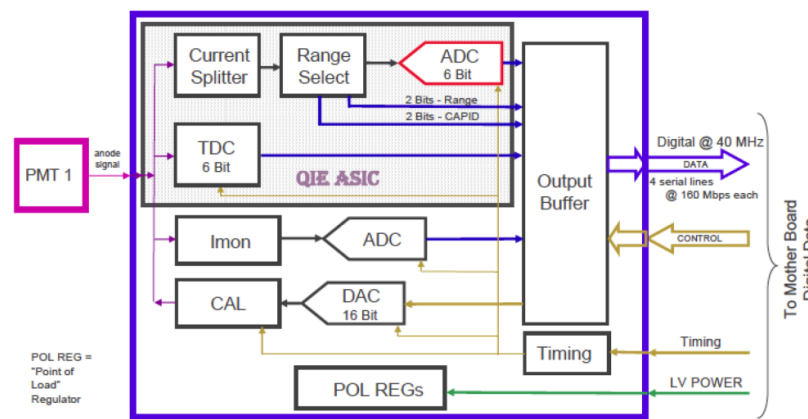 Current
Splitter
Range
Select
ADC
6 Bit
2 Bits - Range
2 Bits - CAPID
PMT 1
anode
signal
TDC
6 Bit
QIE ASIC
Output
Buffer
Digital @ 40 MHz
DATA
4 serial lines
@ 160 Mbps each
Imon
ADC
CONTROL
CAL
DAC
16 Bit
To Mother Board
Digital Data
POL REG =
"Point of
Load"
Regulator
Timing
Timing
POL REGs
LV POWER